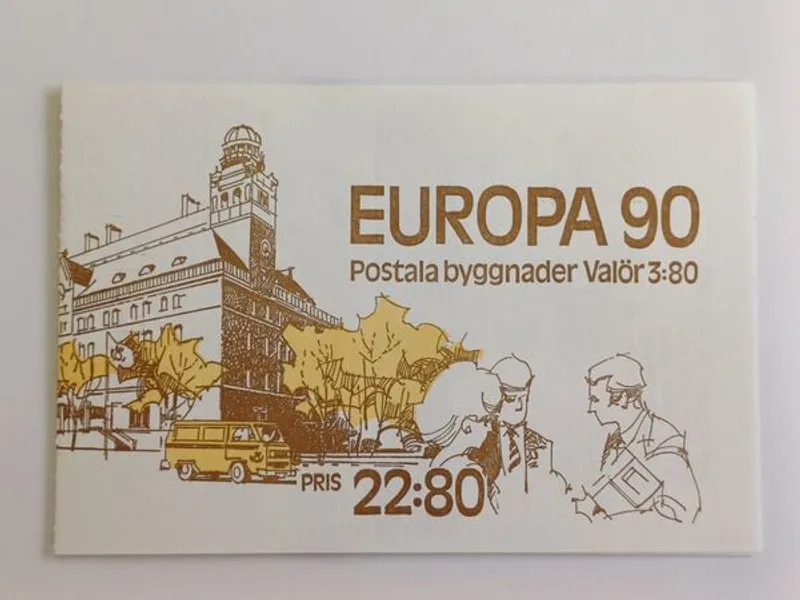 EUROPA 90
Postala byggnader Valör 3:80
PRIS 22:80